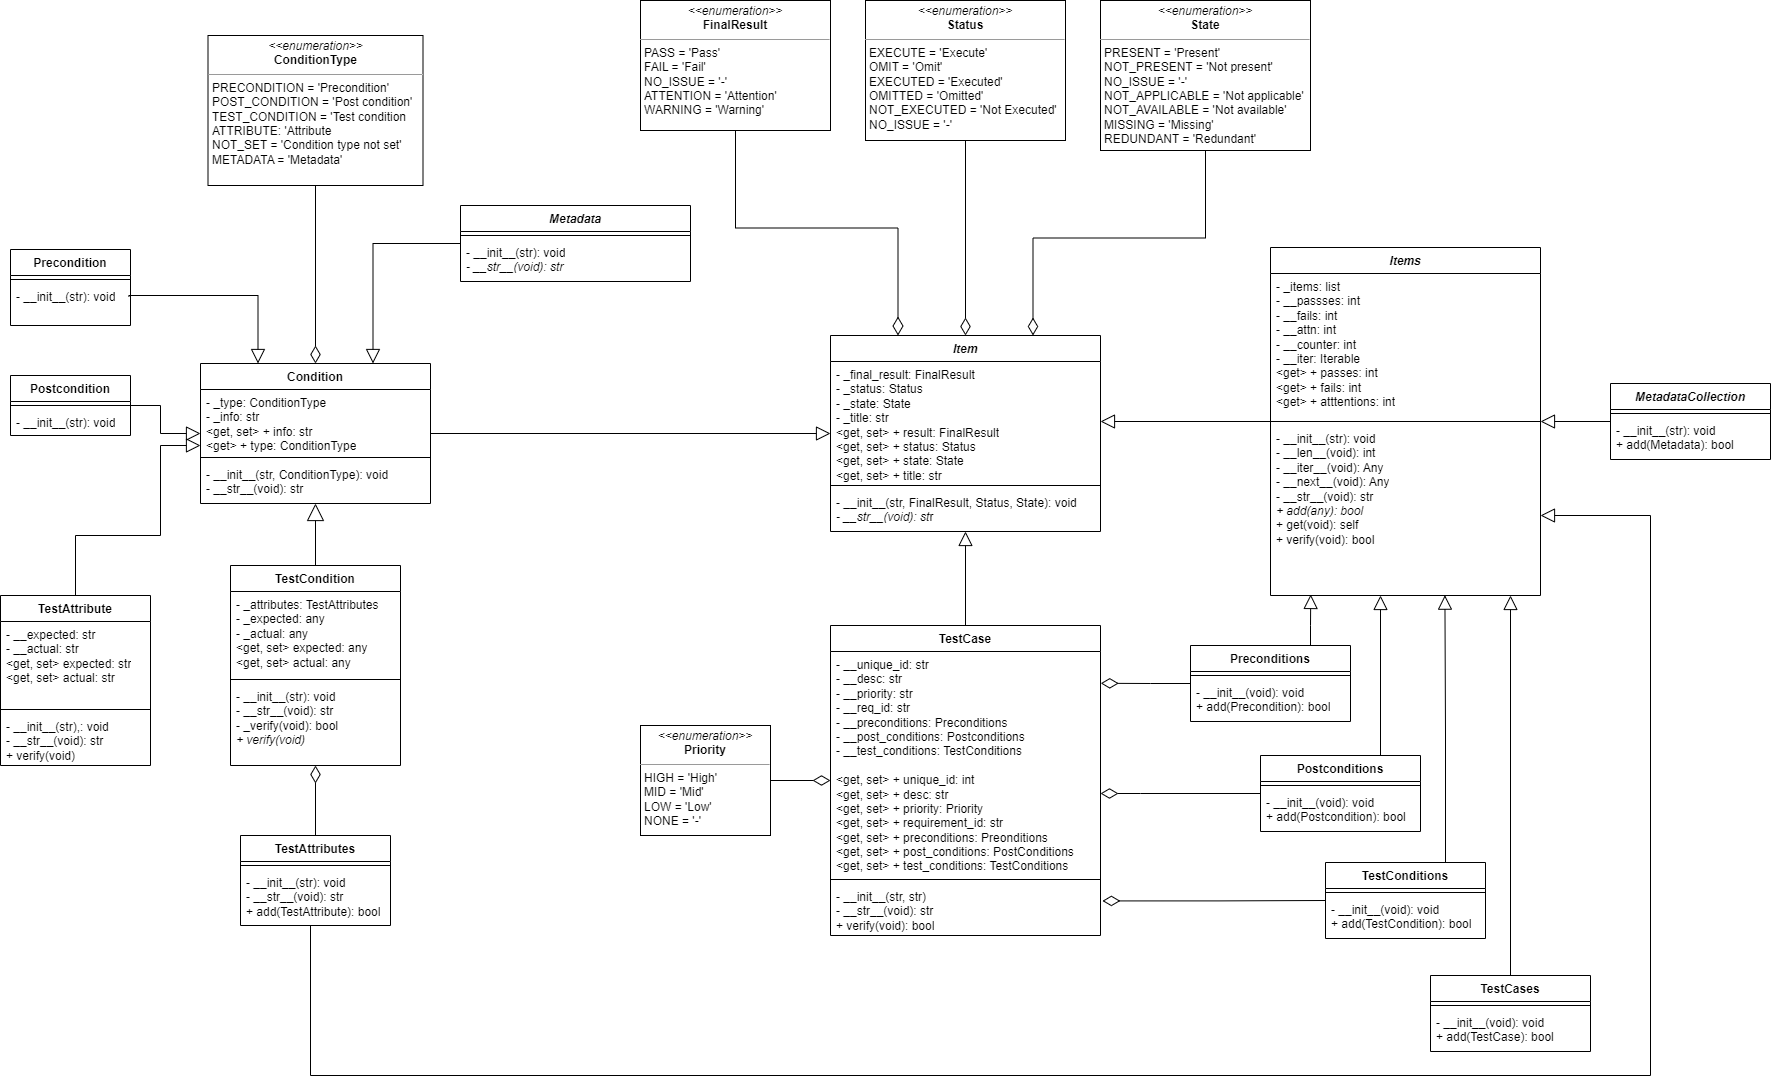 <<enumeration>>
FinalResult
PASS = 'Pass'
FAIL = 'Fail'
NO_ISSUE = '-'
ATTENTION = 'Attention'
WARNING = 'Warning'
<<enumeration>>
Status
EXECUTE = 'Execute'
OMIT = 'Omit'
EXECUTED = 'Executed'
OMITTED = 'Omitted'
NOT_EXECUTED = 'Not Executed'
NO_ISSUE = '-'
<<enumeration>>
State
PRESENT = 'Present'
NOT_PRESENT = 'Not present'
NO_ISSUE = '-'
NOT_APPLICABLE = 'Not applicable'
NOT_AVAILABLE = 'Not available'
MISSING = 'Missing'
REDUNDANT = 'Redundant'
<<enumeration>>
ConditionType
PRECONDITION = 'Precondition'
POST_CONDITION = 'Post condition'
TEST_CONDITION = 'Test condition
ATTRIBUTE: 'Attribute
NOT_SET = 'Condition type not set'
METADATA = 'Metadata'
Metadata
- __init__(str): void
- __str__(void): str
Precondition
- __init__(str): void
Postcondition
- __init__(str): void
Condition
- _type: ConditionType
- _info: str
<get, set> + info: str
<get> + type: ConditionType
- __init__(str, ConditionType): void
- __str__(void): str
Item
- _final_result: FinalResult
- _status: Status
- _state: State
- _title: str
<get, set> + result: FinalResult
<get, set> + status: Status
<get, set> + state: State
<get, set> + title: str
- __init__(str, FinalResult, Status, State): void
- __str__(void): str
Items
- _items: list
- __passses: int
- __fails: int
- __attn: int
- __counter: int
- __iter: Iterable
<get> + passes: int
<get> + fails: int
<get> + atttentions: int
- __init__(str): void
- __len__(void): int
- __iter__(void): Any
- __next__(void): Any
- __str__(void): str
+ add(any): bool
+ get(void): self
+ verify(void): bool
MetadataCollection
- __init__(str): void
+ add(Metadata): bool
TestAttribute
- __expected: str
- __actual: str
<get, set> expected: str
<get, set> actual: str
- __init__(str),: void
- __str__(void): str
+ verify(void)
TestCondition
- _attributes: TestAttributes
- _expected: any
- _actual: any
<get, set> expected: any
<get, set> actual: any
- __init__(str): void
- __str__(void): str
- _verify(void): bool
+ verify(void)
TestAttributes
- __init__(str): void
- __str__(void): str
+ add(TestAttribute): bool
<<enumeration>>
Priority
HIGH = 'High'
MID = 'Mid'
LOW = 'Low'
NONE = '-'
TestCase
- __unique_id: str
- __desc: str
- __priority: str
- __req_id: str
- __preconditions: Preconditions
- __post_conditions: Postconditions
- __test_conditions: TestConditions
<get, set> + unique_id: int
<get, set> + desc: str
<get, set> + priority: Priority
<get, set> + requirement_id: str
<get, set> + preconditions: Preonditions
<get, set> + post_conditions: PostConditions
<get, set> + test_conditions: TestConditions
- __init__(str, str)
- __str__(void): str
+ verify(void): bool
Preconditions
- __init__(void): void
+ add(Precondition): bool
Postconditions
- __init__(void): void
+ add(Postcondition): bool
TestConditions
- __init__(void): void
+ add(TestCondition): bool
TestCases
- __init__(void): void
+ add(TestCase): bool